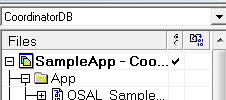 CoordinatorDB
Files
SampleApp - Coo...
App
OSAL_Sample